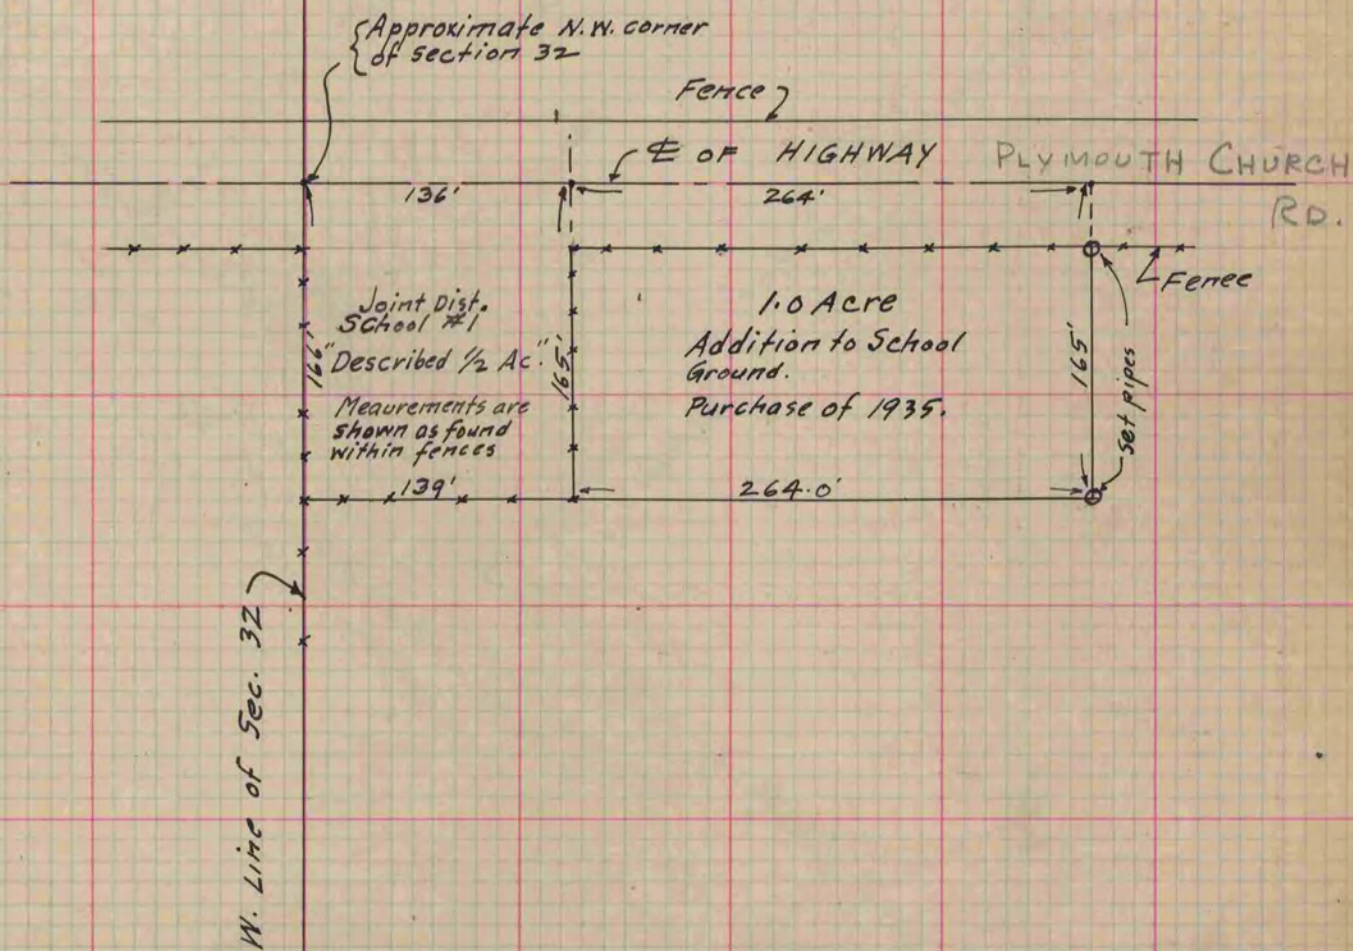 Approximate N.W. corner
of section 32
Fence
℄ OF HIGHWAY
PLYMOUTH CHURCH
RD.
136'
264'
Fence
Joint Dist.
School #1
"Described 1/2 Ac."
Meaurements are
shown as found
within fences
166'
165'
1.0 Acre
Addition to School
Ground.
Purchase of 1935.
165'
set pipes
139'
264.0'
W. Line of Sec. 32